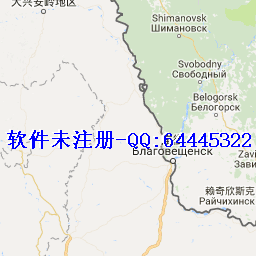 大兴安岭地区
Shimanovsk
Шимановск
Svobodny
Свободный
Belogorsk
Белогорск
软件未注册-QQ:64445322
Zavi
Зави
Благовещенск
賴奇欣斯克
Райчихинск